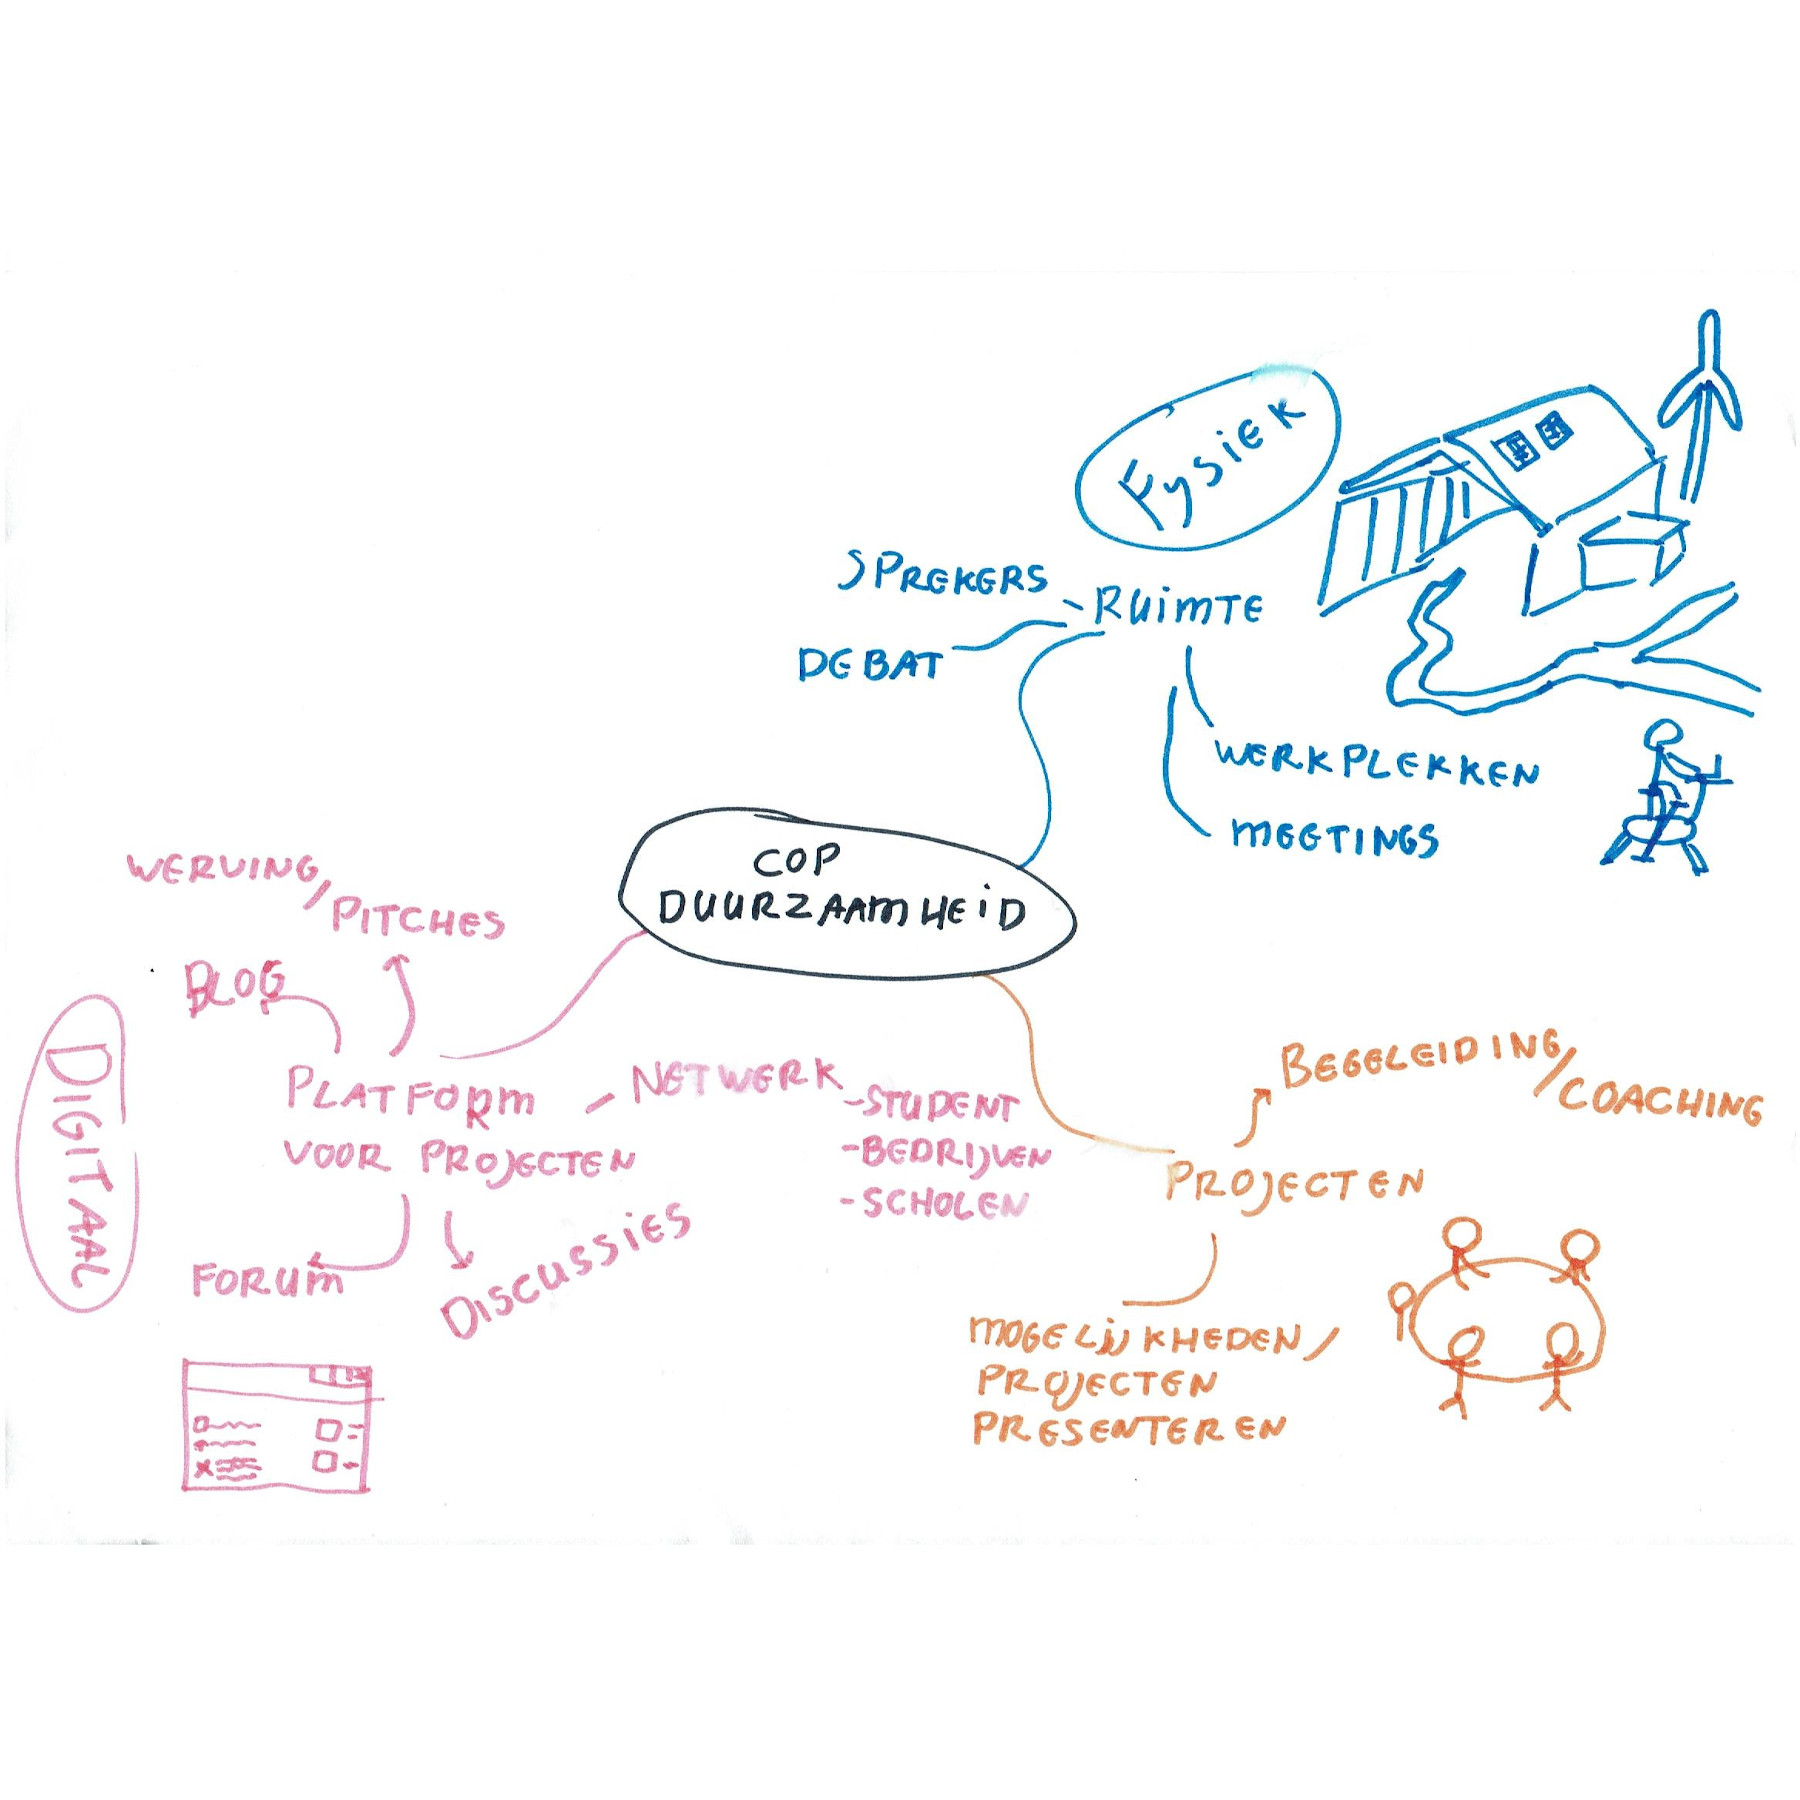 Fysiek
SPREKERS
RUIMTE
DEBAT
WERKPLEKKEN
MEETINGS
COP
DUURZAAMHEID
WERVING/
PITCHES
BLOG
DIGITAAL
PLATFORM
VOOR PROJECTEN
NETWERK
-STUDENT
-BEDRIJVEN
-SCHOLEN
FORUM
DISCUSSIES
BEGELEIDING/
COACHING
PROJECTEN
MOGELIJKHEDEN/
PROJECTEN
PRESENTEREN